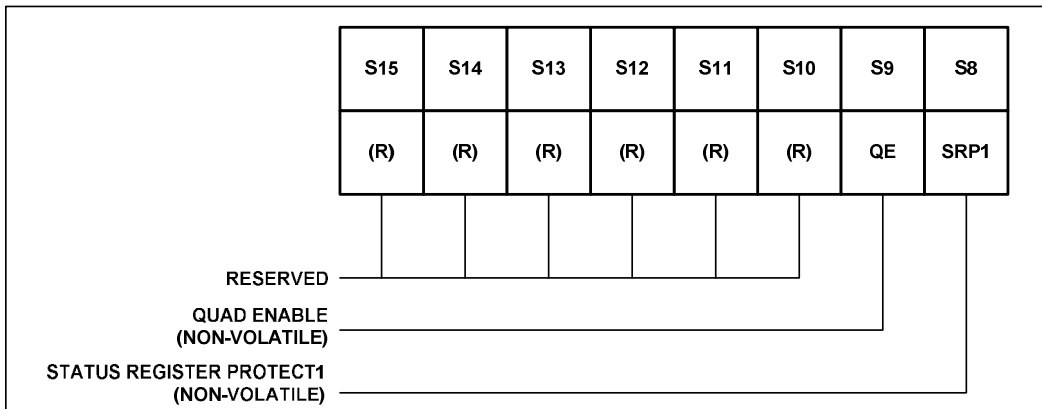 S15 S14 S13 S12 S11 S10 S9 S8
(R) (R) (R) (R) (R) (R) QE SRP1
RESERVED
QUAD ENABLE
(NON-VOLATILE)
STATUS REGISTER PROTECT1
(NON-VOLATILE)